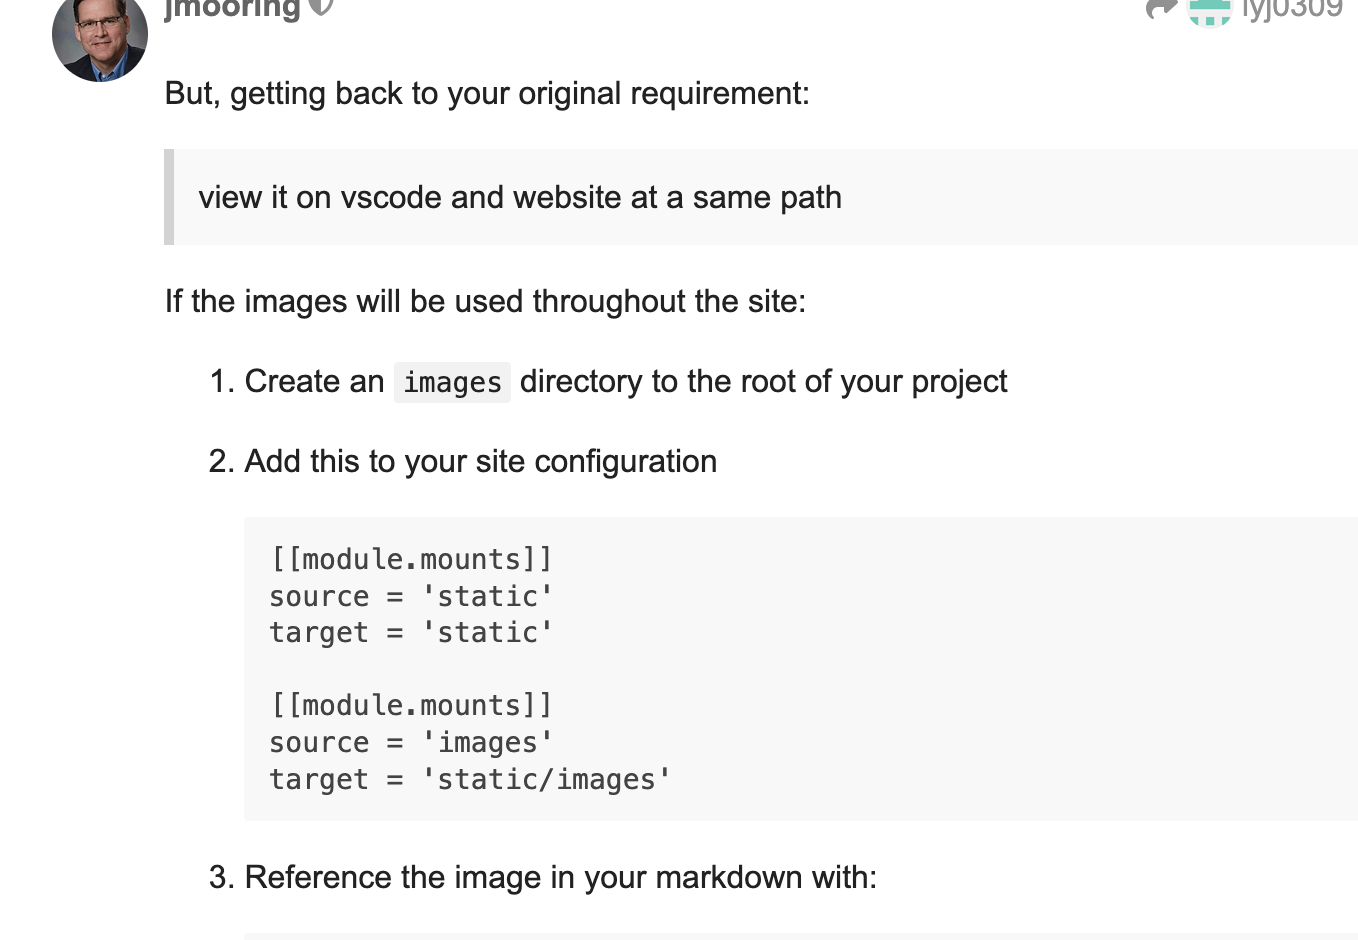 jmooring
lyj0309
But, getting back to your original requirement:
view it on vscode and website at a same path
If the images will be used throughout the site:
1. Create an images directory to the root of your project
2. Add this to your site configuration
[[module.mounts]]
source = 'static'
target = 'static'
[[module.mounts]]
source = 'images'
target = 'static/images'
3. Reference the image in your markdown with: